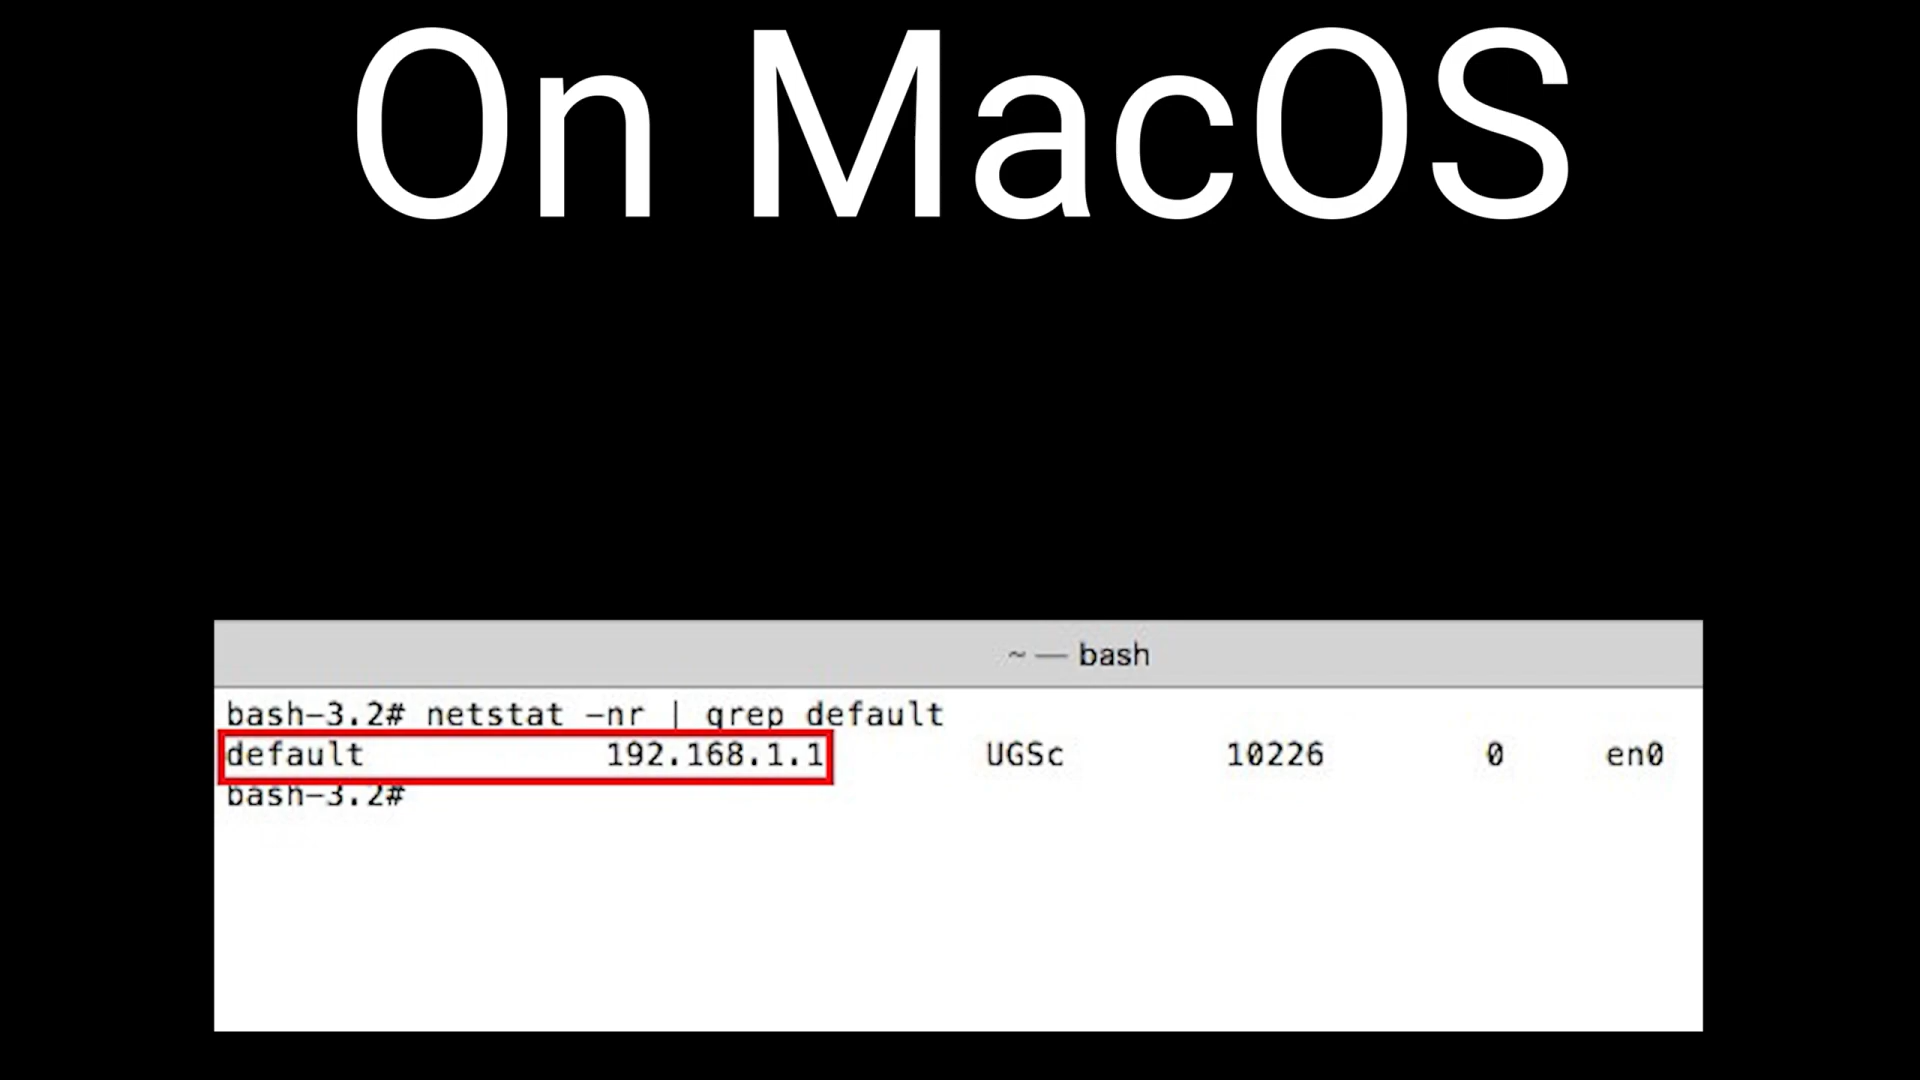 On MacOS
~ — bash
bash-3.2# netstat -nr | grep default
default 192.168.1.1 UGSc 10226 0 en0
bash-3.2#